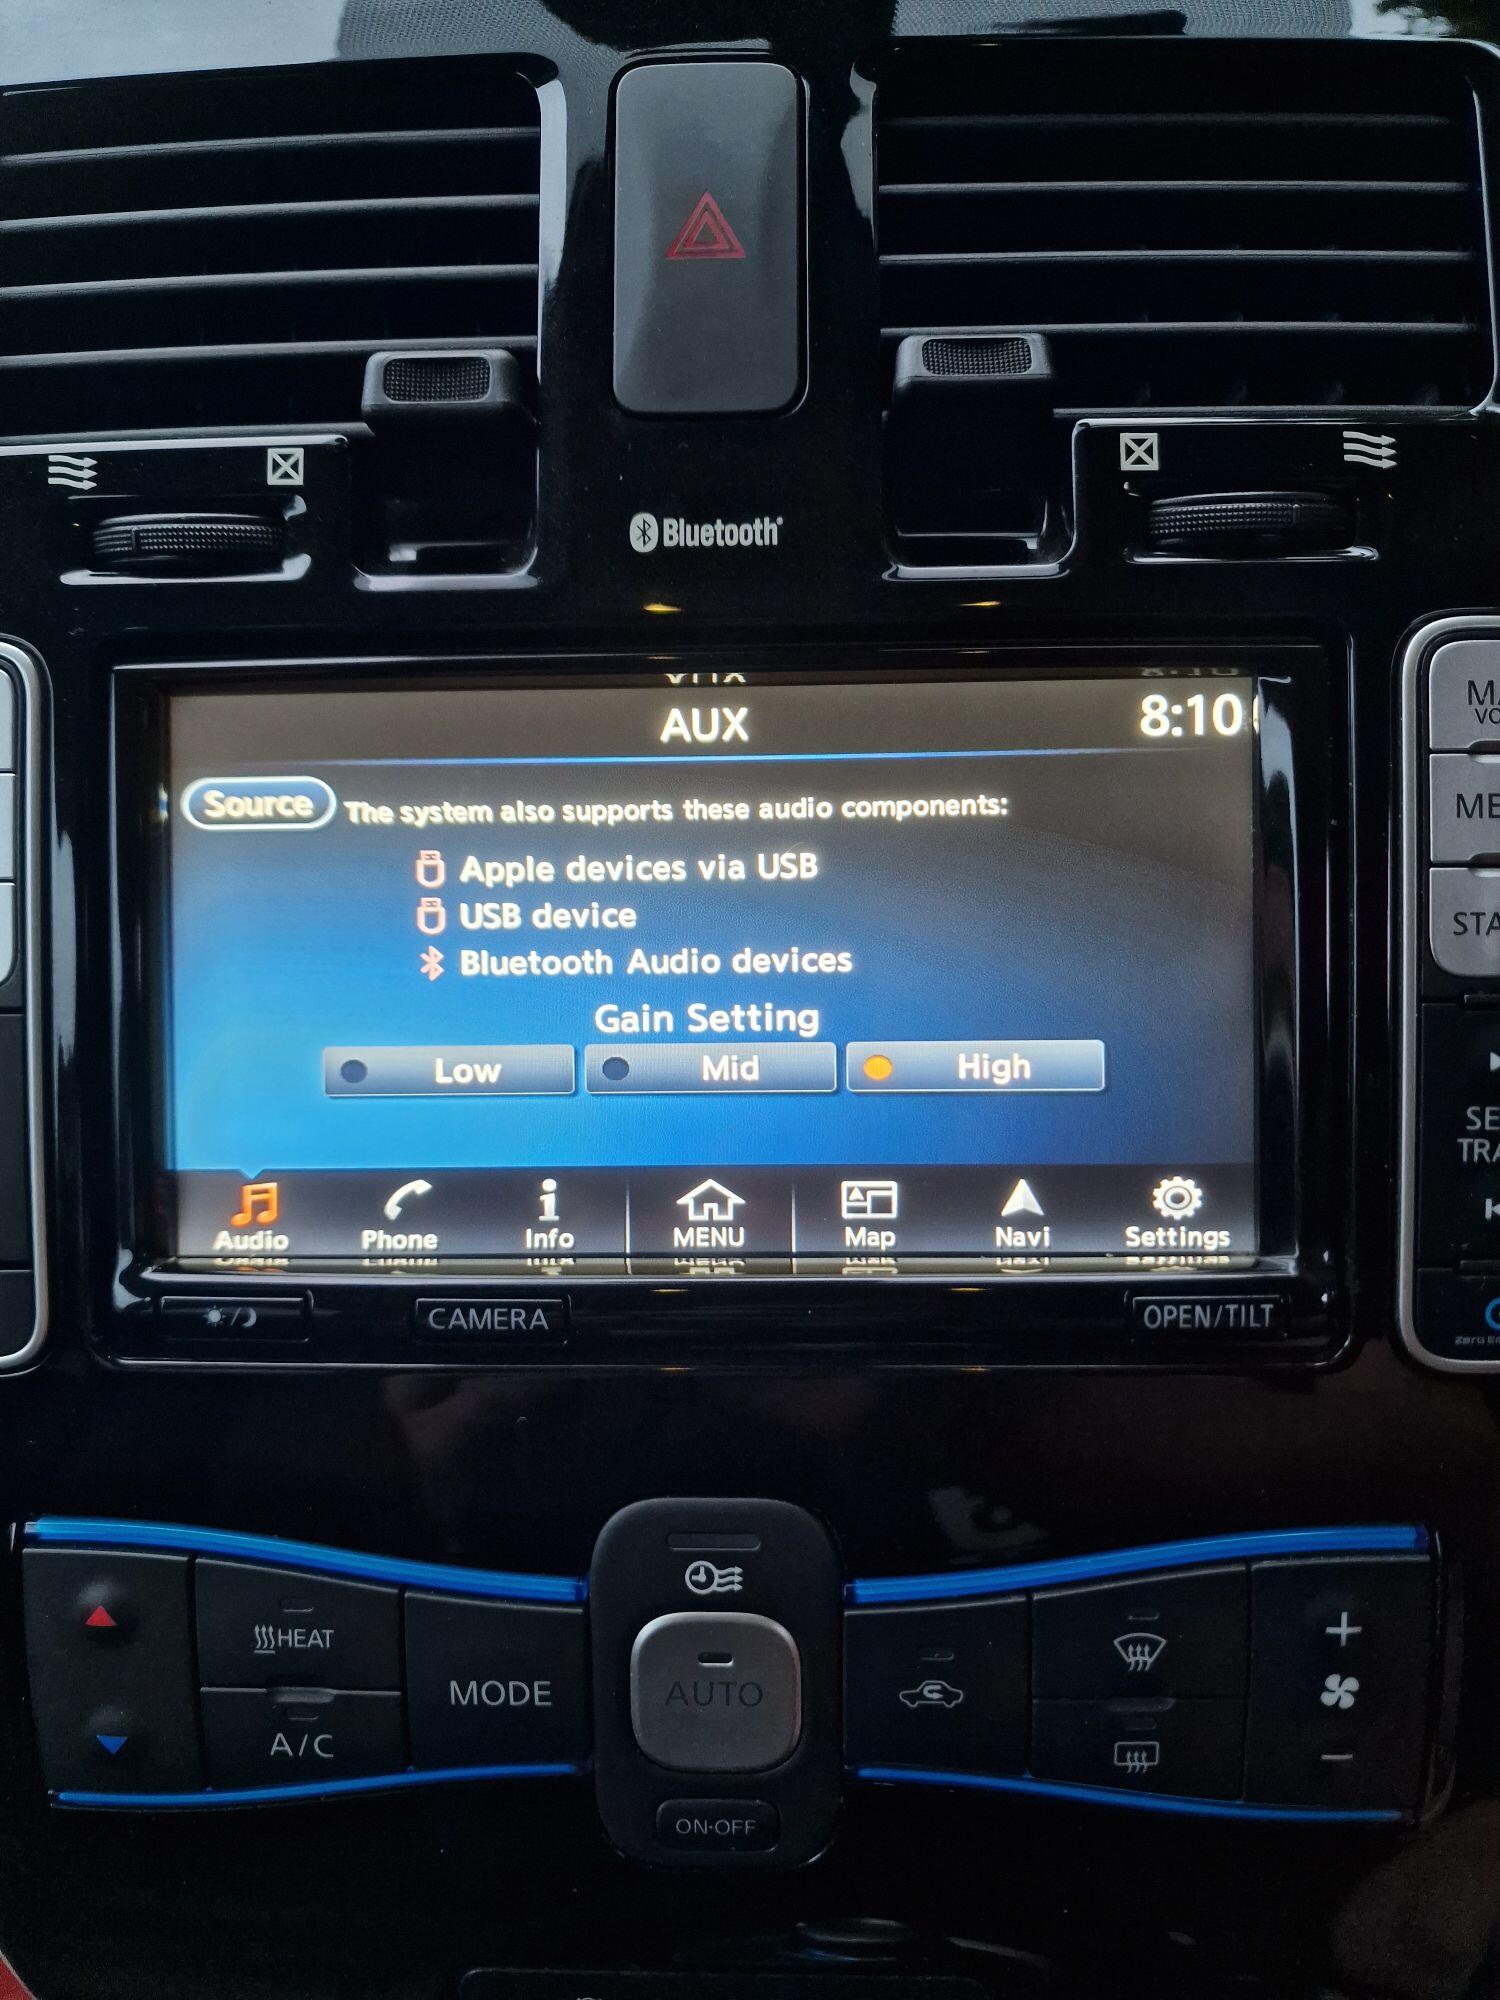 Bluetooth®
AUX
8:10
Source
The system also supports these audio components:
Apple devices via USB
USB device
Bluetooth Audio devices
Gain Setting
Low
Mid
High
Audio
Phone
Info
MENU
Map
Navi
Settings
CAMERA
OPEN/TILT
HEAT
A/C
MODE
AUTO
ON·OFF